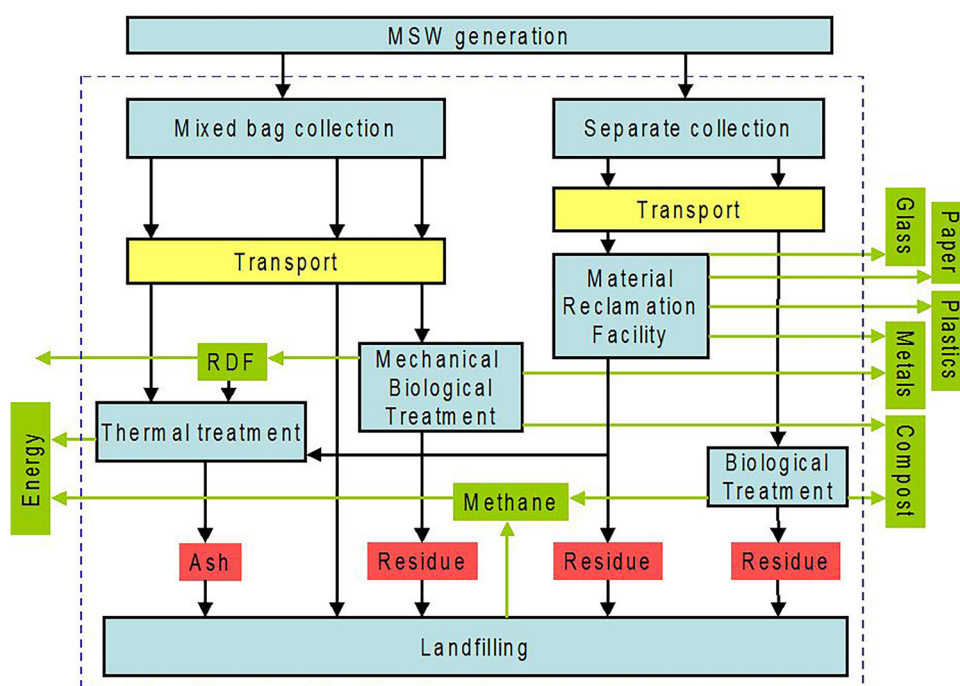 MSW generation
Mixed bag collection
Separate collection
Transport
Transport
Glass
Paper
Material
Reclamation
Facility
Plastics
Metals
RDF
Mechanical
Biological
Treatment
Thermal treatment
Energy
Compost
Biological
Treatment
Methane
Ash
Residue
Residue
Residue
Landfilling